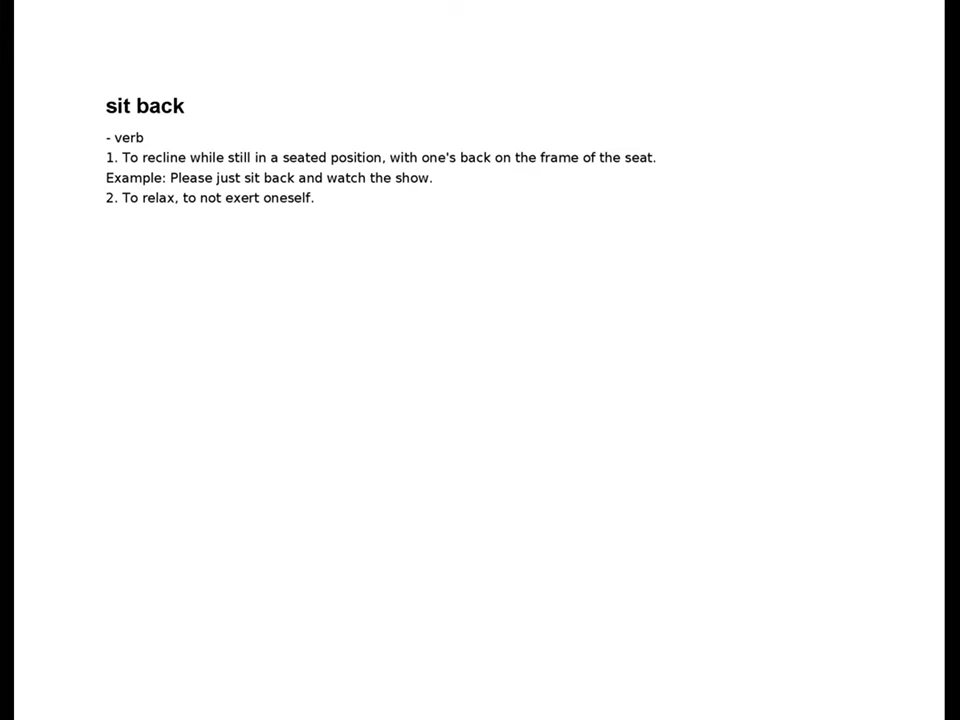 sit back
- verb
1. To recline while still in a seated position, with one's back on the frame of the seat.
Example: Please just sit back and watch the show.
2. To relax, to not exert oneself.